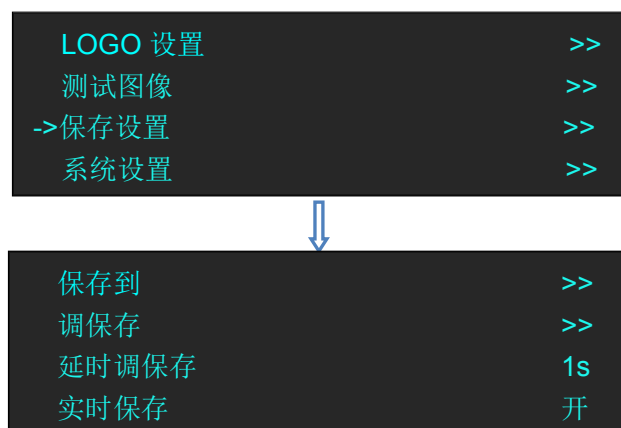 LOGO 设置 >>
测试图像 >>
->保存设置 >>
系统设置 >>
保存到 >>
调保存 >>
延时调保存 1s
实时保存 开